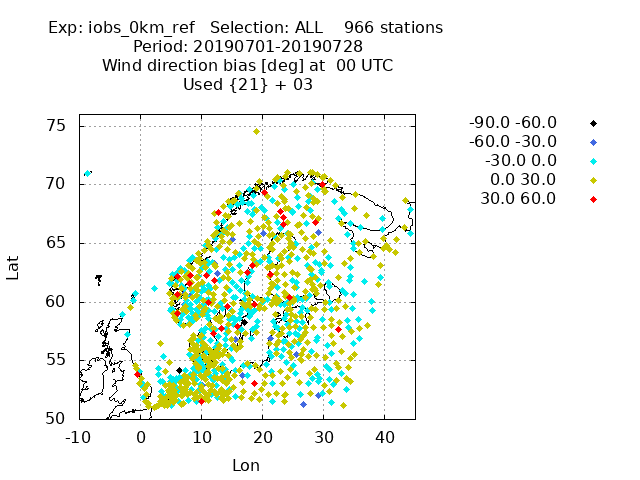 Exp: iobs_0km_ref   Selection: ALL    966 stations
Period: 20190701-20190728
Wind direction bias [deg] at  00 UTC
Used {21} + 03
-90.0 -60.0
-60.0 -30.0
-30.0 0.0
0.0 30.0
30.0 60.0
75
70
65
60
55
50
Lat
-10 0 10 20 30 40
Lon